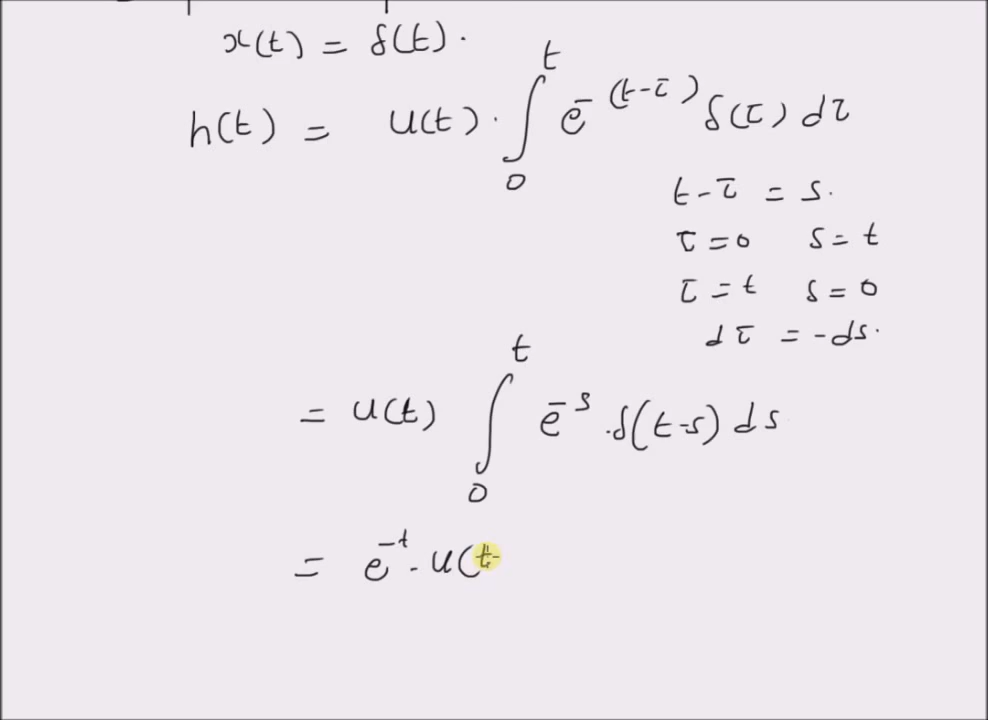 x(t) = δ(t).
h(t) = u(t). ∫₀ᵗ e^-(t-τ) δ(τ) dτ
t-τ = s.
τ=0 s=t
τ=t s=0
dτ = -ds.
= u(t) ∫₀ᵗ e^-s .δ(t-s) ds
= e^-t . u(t